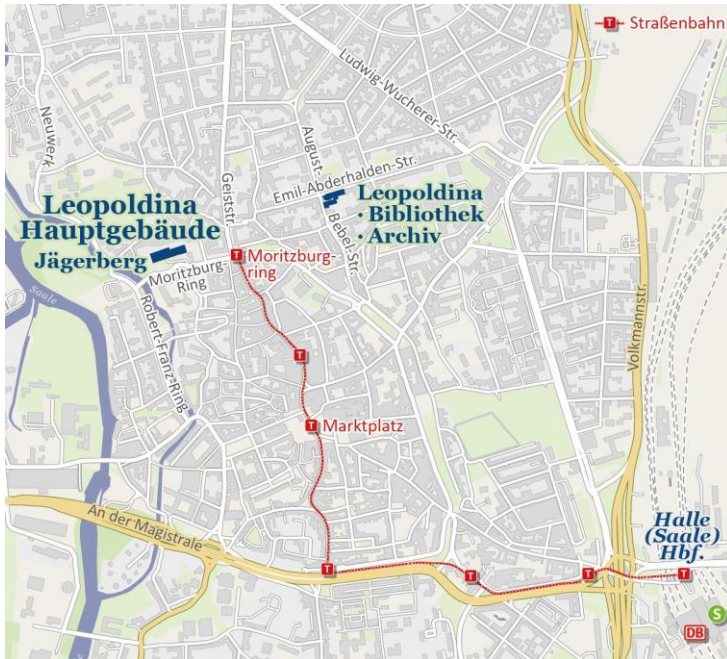 T Straßenbahn
Ludwig-Wucherer-Str.
Neuwerk
August-
Bebel-Str.
Geiststr.
Emil-Abderhalden-Str.
Leopoldina
Hauptgebäude
Jägerberg
Leopoldina
· Bibliothek
· Archiv
T Moritzburg-
ring
Moritzburg-
Ring
Saale
Robert-Franz-Ring
Volkmannstr.
T
T Marktplatz
An der Magistrale
Halle
(Saale)
Hbf.
T
T
T
T
S
DB